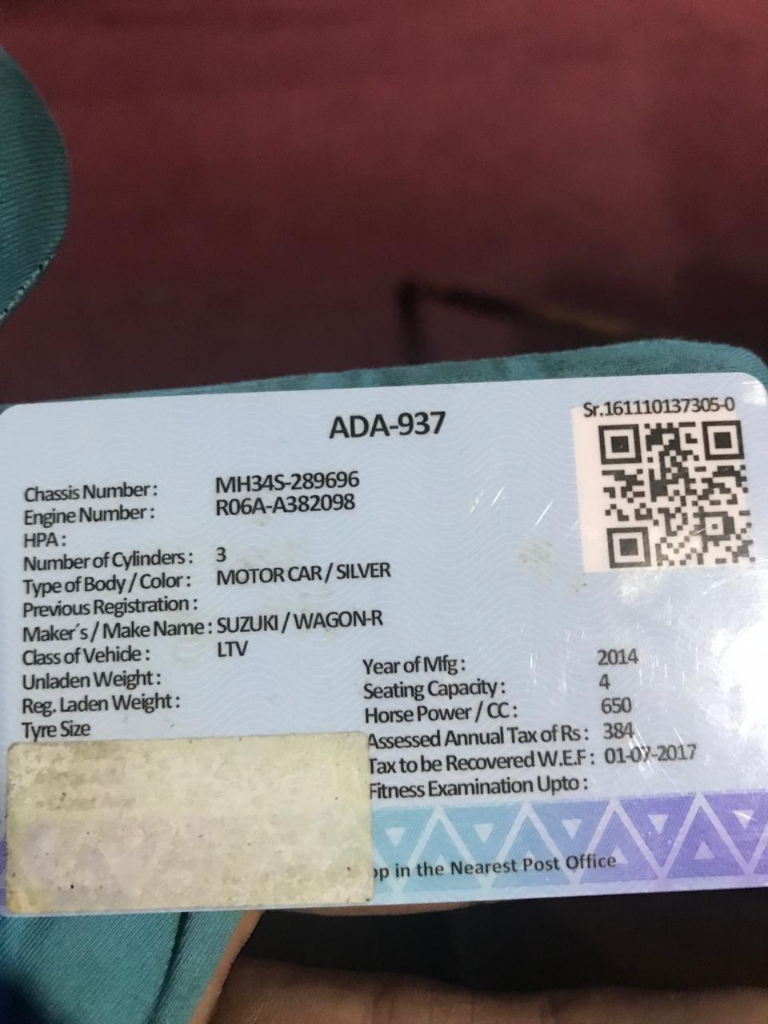 ADA-937
Sr.161110137305-0
Chassis Number : MH34S-289696
Engine Number : R06A-A382098
HPA :
Number of Cylinders : 3
Type of Body / Color : MOTOR CAR / SILVER
Previous Registration :
Maker´s / Make Name : SUZUKI / WAGON-R
Class of Vehicle : LTV
Unladen Weight :
Reg. Laden Weight :
Tyre Size
Year of Mfg : 2014
Seating Capacity : 4
Horse Power / CC : 650
Assessed Annual Tax of Rs : 384
Tax to be Recovered W.E.F : 01-07-2017
Fitness Examination Upto :
op in the Nearest Post Office